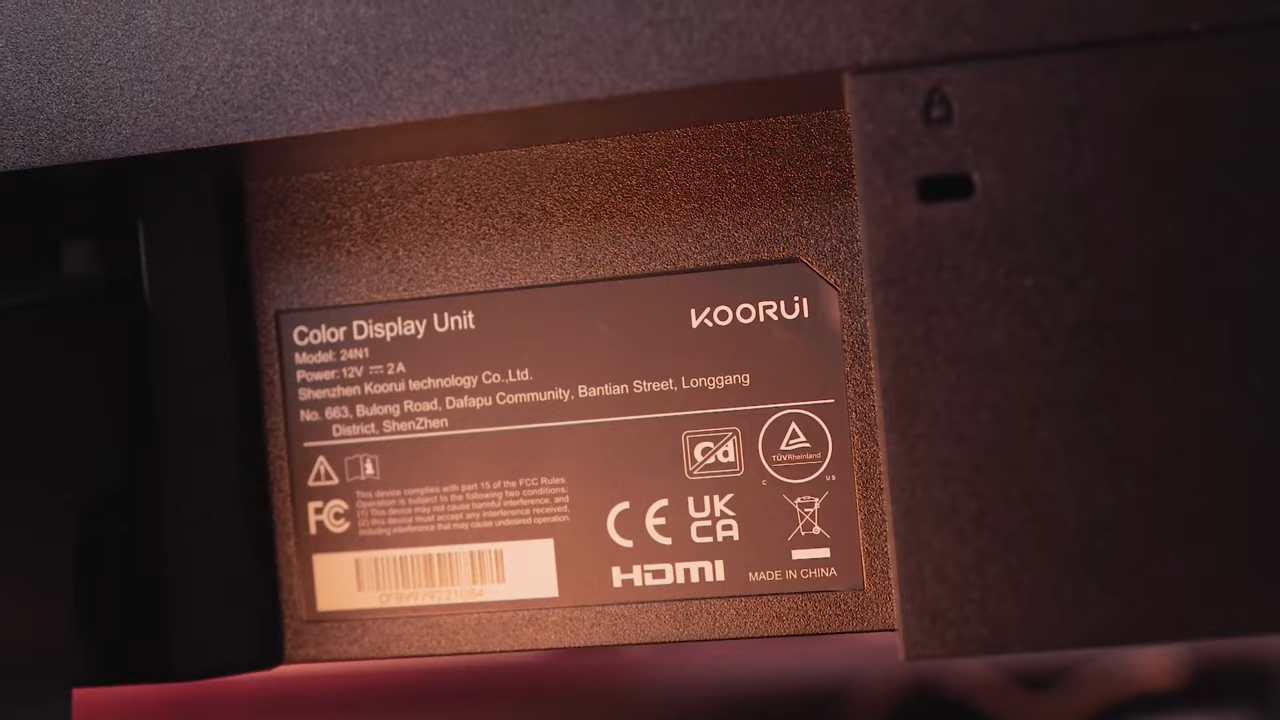 KOORUI
Color Display Unit
Model: 24N1
Power: 12V ⎓ 2 A
Shenzhen Koorui technology Co.,Ltd.
No. 663, Bulong Road, Dafapu Community, Bantian Street, Longgang
District, ShenZhen
Cd
TÜVRheinland
C US
FC
This device complies with part 15 of the FCC Rules.
Operation is subject to the following two conditions:
(1) This device may not cause harmful interference, and
(2) this device must accept any interference received,
including interference that may cause undesired operation.
CE
UK
CA
HDMI
MADE IN CHINA